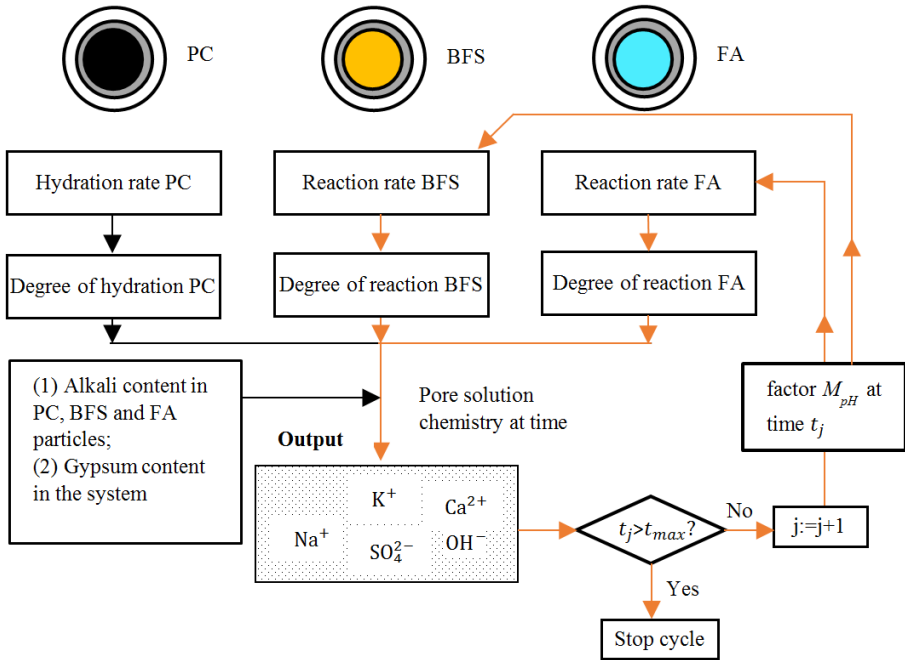 PC
BFS
FA
Hydration rate PC
Reaction rate BFS
Reaction rate FA
Degree of hydration PC
Degree of reaction BFS
Degree of reaction FA
(1) Alkali content in
PC, BFS and FA
particles;
(2) Gypsum content
in the system
Pore solution
chemistry at time
Output
K⁺
Ca²⁺
Na⁺
SO₄²⁻
OH⁻
t_j>t_max?
No
Yes
Stop cycle
j:=j+1
factor M_pH at
time t_j